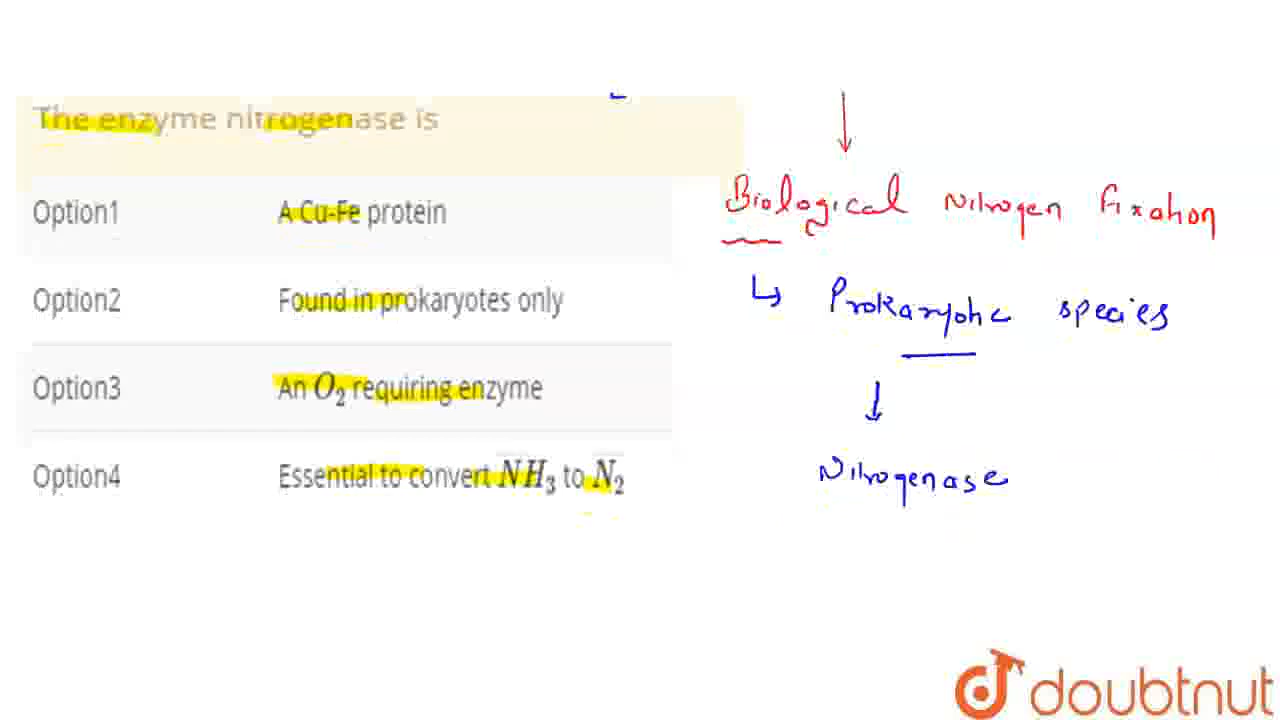 The enzyme nitrogenase is
Option1 A Cu-Fe protein
Option2 Found in prokaryotes only
Option3 An O₂ requiring enzyme
Option4 Essential to convert NH₃ to N₂
Biological Nitrogen Fixation
↳ Prokaryotic species
↓
Nitrogenase
doubtnut